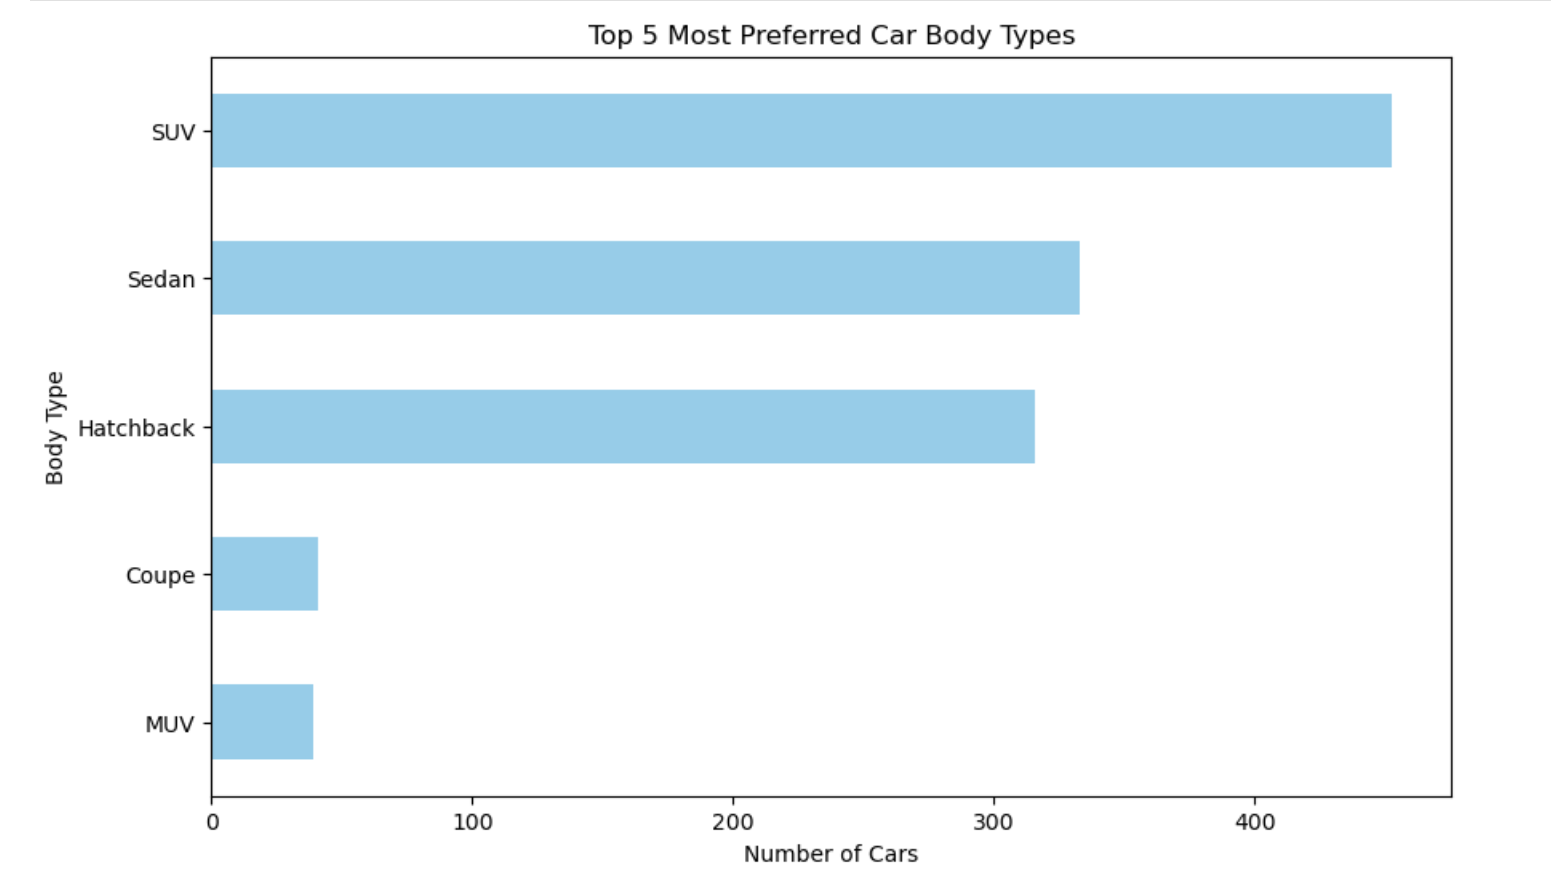 Top 5 Most Preferred Car Body Types
SUV
Sedan
Hatchback
Coupe
MUV
Body Type
0 100 200 300 400
Number of Cars